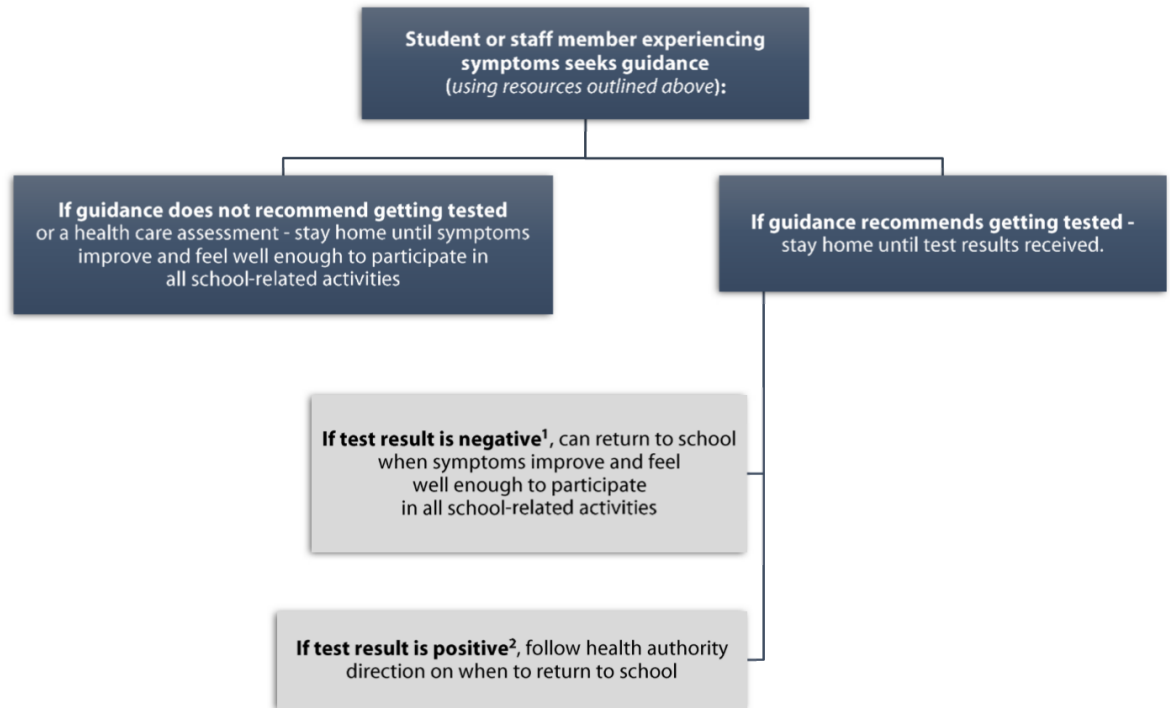 Student or staff member experiencing
symptoms seeks guidance
(using resources outlined above):
If guidance does not recommend getting tested
or a health care assessment - stay home until symptoms
improve and feel well enough to participate in
all school-related activities
If guidance recommends getting tested -
stay home until test results received.
If test result is negative¹, can return to school
when symptoms improve and feel
well enough to participate
in all school-related activities
If test result is positive², follow health authority
direction on when to return to school